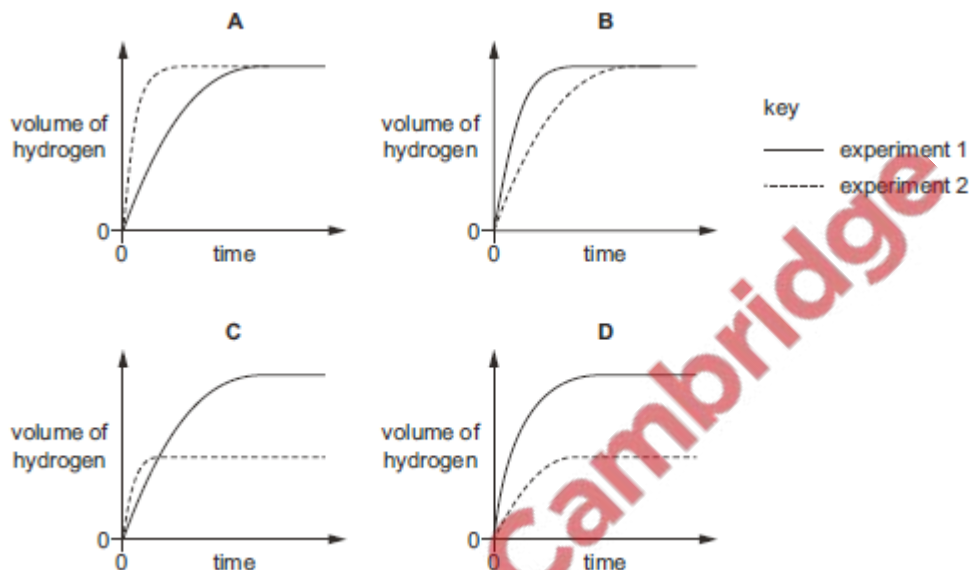 A
B
volume of
hydrogen
0
0
time
volume of
hydrogen
0
0
time
key
experiment 1
experiment 2
C
D
volume of
hydrogen
0
0
time
volume of
hydrogen
0
0
time
Cambridge